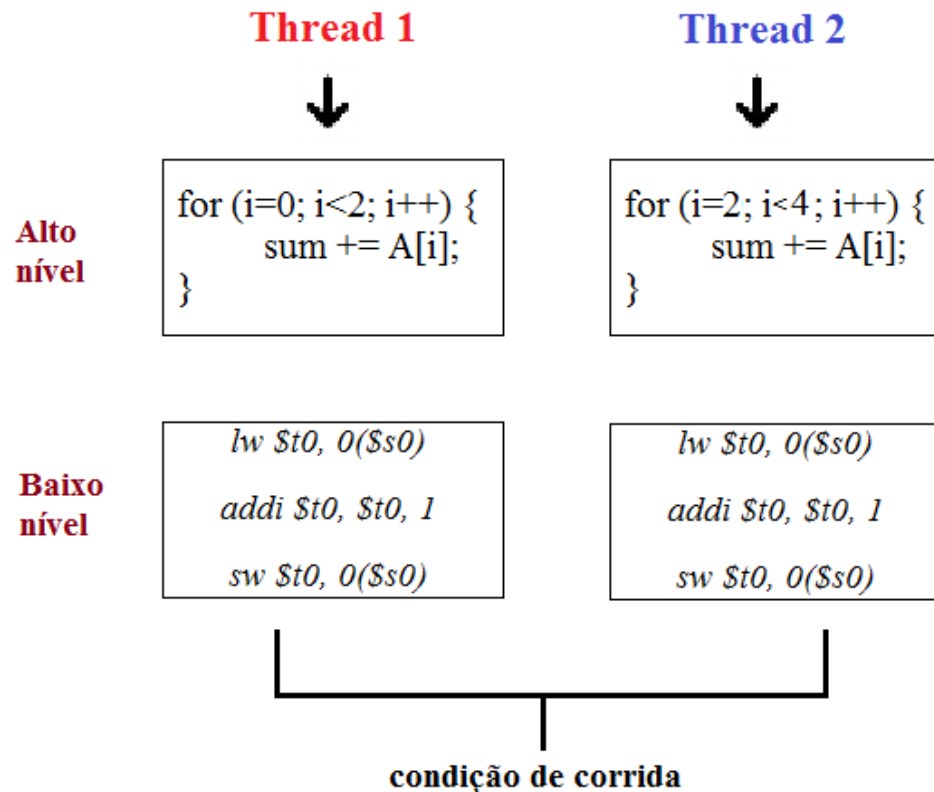 Thread 1
Thread 2
Alto
nível
for (i=0; i<2; i++) {
sum += A[i];
}
for (i=2; i<4; i++) {
sum += A[i];
}
Baixo
nível
lw $t0, 0($s0)
addi $t0, $t0, 1
sw $t0, 0($s0)
lw $t0, 0($s0)
addi $t0, $t0, 1
sw $t0, 0($s0)
condição de corrida